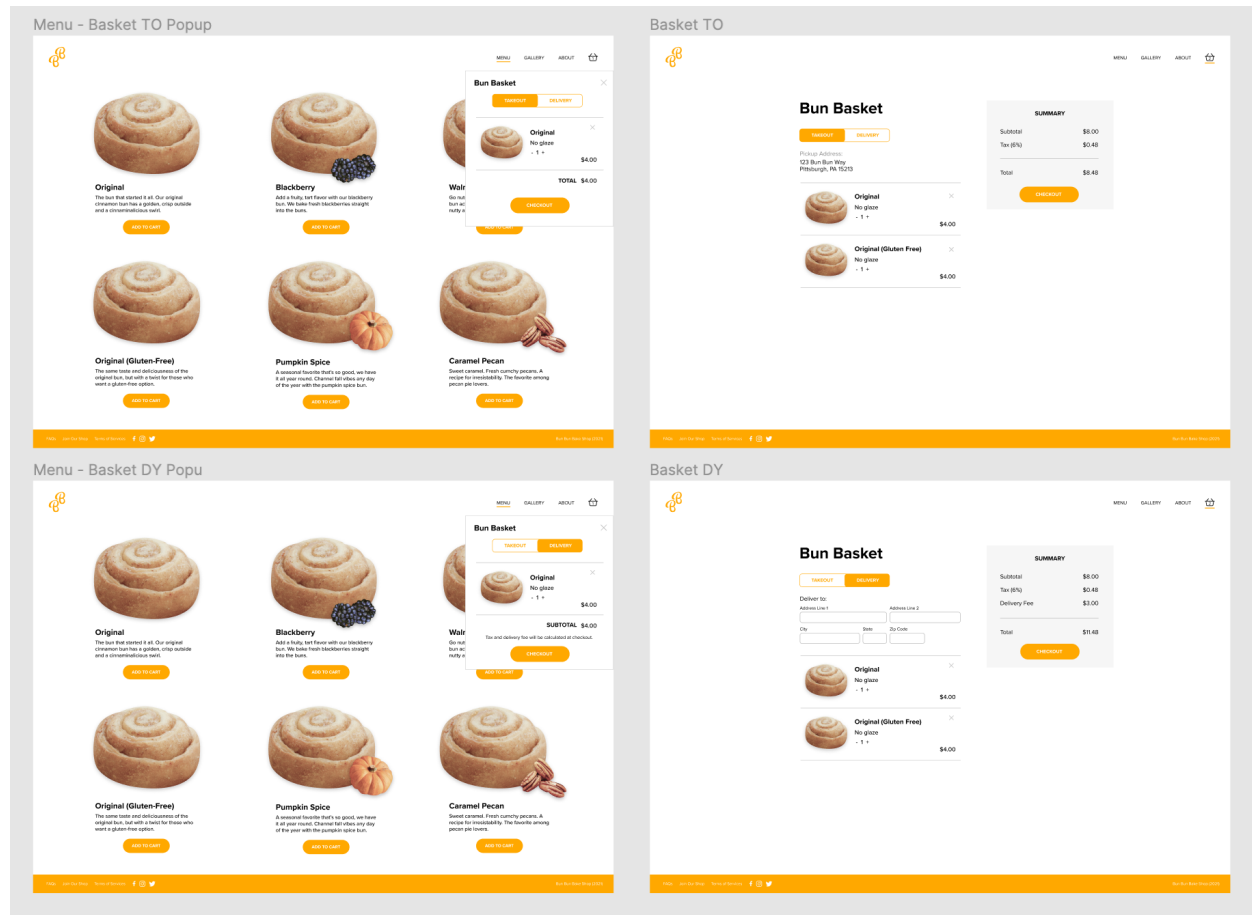 Menu - Basket TO Popup
MENU GALLERY ABOUT
Original
The bun that started it all. Our original
cinnamon bun has a golden, crisp outside
and a cinnaminalicious swirl.
ADD TO CART
Blackberry
Add a fruity, tart flavor with our blackberry
bun. We bake fresh blackberries straight
into the buns.
ADD TO CART
Bun Basket
TAKEOUT DELIVERY
Original
No glaze
- 1 +
$4.00
TOTAL $4.00
CHECKOUT
Original (Gluten-Free)
The same taste and deliciousness of the
original bun, but with a twist for those who
want a gluten-free option.
ADD TO CART
Pumpkin Spice
A seasonal favorite that's so good, we have
it all year round. Channel fall vibes any day
of the year with the pumpkin spice bun.
ADD TO CART
Caramel Pecan
Sweet caramel. Fresh cumchy pecans. A
recipe for irresistability. The favorite among
pecan pie lovers.
ADD TO CART
FAQs Join Our Story Terms of Services
Basket TO
MENU GALLERY ABOUT
Bun Basket
TAKEOUT DELIVERY
Pickup Address:
123 Bun Bun Way
Pittsburgh, PA 15213
Original
No glaze
- 1 +
$4.00
Original (Gluten Free)
No glaze
- 1 +
$4.00
SUMMARY
Subtotal $8.00
Tax (6%) $0.48
Total $8.48
CHECKOUT
Menu - Basket DY Popu
MENU GALLERY ABOUT
Original
The bun that started it all. Our original
cinnamon bun has a golden, crisp outside
and a cinnaminalicious swirl.
ADD TO CART
Blackberry
Add a fruity, tart flavor with our blackberry
bun. We bake fresh blackberries straight
into the buns.
ADD TO CART
Bun Basket
TAKEOUT DELIVERY
Original
No glaze
- 1 +
$4.00
SUBTOTAL $4.00
Tax and delivery fee will be calculated at checkout.
CHECKOUT
Original (Gluten-Free)
The same taste and deliciousness of the
original bun, but with a twist for those who
want a gluten-free option.
ADD TO CART
Pumpkin Spice
A seasonal favorite that's so good, we have
it all year round. Channel fall vibes any day
of the year with the pumpkin spice bun.
ADD TO CART
Caramel Pecan
Sweet caramel. Fresh cumchy pecans. A
recipe for irresistability. The favorite among
pecan pie lovers.
ADD TO CART
Basket DY
MENU GALLERY ABOUT
Bun Basket
TAKEOUT DELIVERY
Deliver to:
Address Line 1 Address Line 2
City State Zip Code
Original
No glaze
- 1 +
$4.00
Original (Gluten Free)
No glaze
- 1 +
$4.00
SUMMARY
Subtotal $8.00
Tax (6%) $0.48
Delivery Fee $3.00
Total $11.48
CHECKOUT